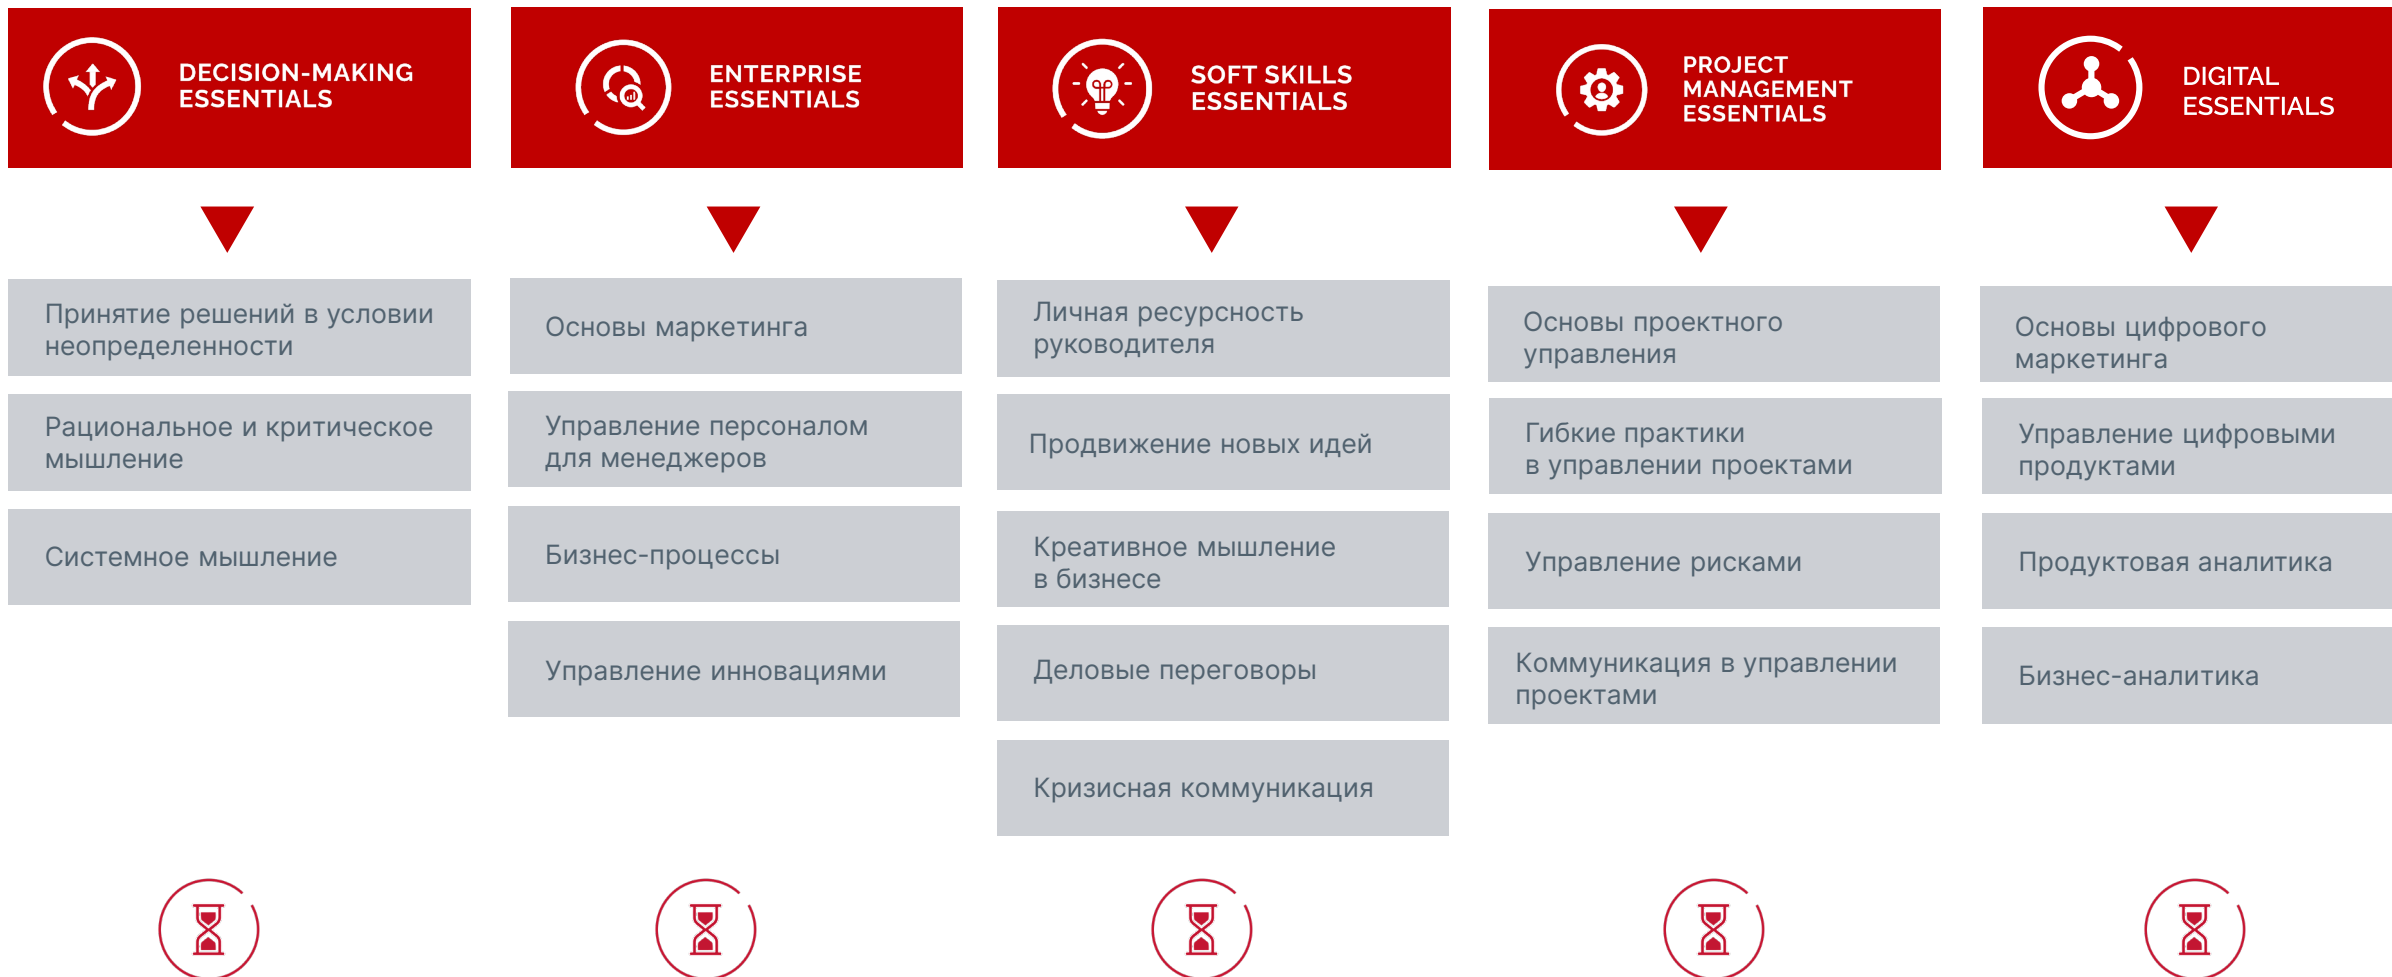 DECISION-MAKING
ESSENTIALS
ENTERPRISE
ESSENTIALS
SOFT SKILLS
ESSENTIALS
PROJECT
MANAGEMENT
ESSENTIALS
DIGITAL
ESSENTIALS
Принятие решений в условии
неопределенности
Рациональное и критическое
мышление
Системное мышление
Основы маркетинга
Управление персоналом
для менеджеров
Бизнес-процессы
Управление инновациями
Личная ресурсность
руководителя
Продвижение новых идей
Креативное мышление
в бизнесе
Деловые переговоры
Кризисная коммуникация
Основы проектного
управления
Гибкие практики
в управлении проектами
Управление рисками
Коммуникация в управлении
проектами
Основы цифрового
маркетинга
Управление цифровыми
продуктами
Продуктовая аналитика
Бизнес-аналитика